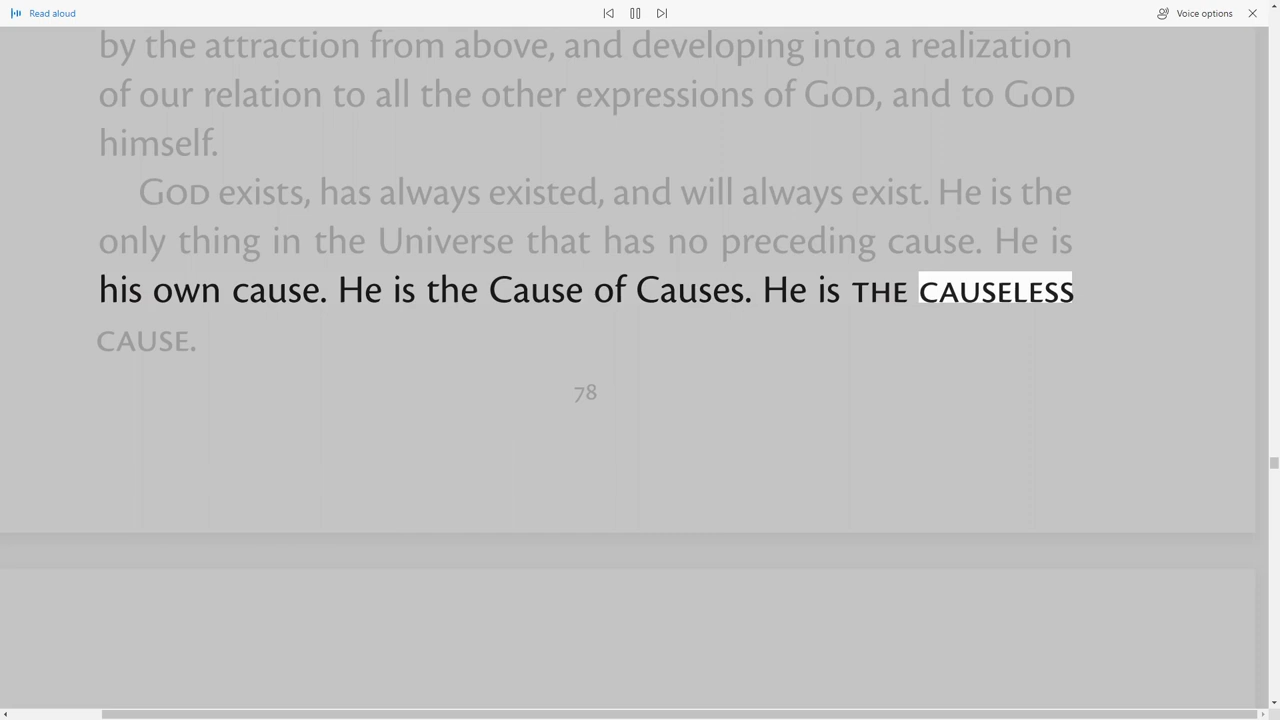 Read aloud
Voice options
by the attraction from above, and developing into a realization
of our relation to all the other expressions of GOD, and to GOD
himself.
GOD exists, has always existed, and will always exist. He is the
only thing in the Universe that has no preceding cause. He is
his own cause. He is the Cause of Causes. He is THE CAUSELESS
CAUSE.
78